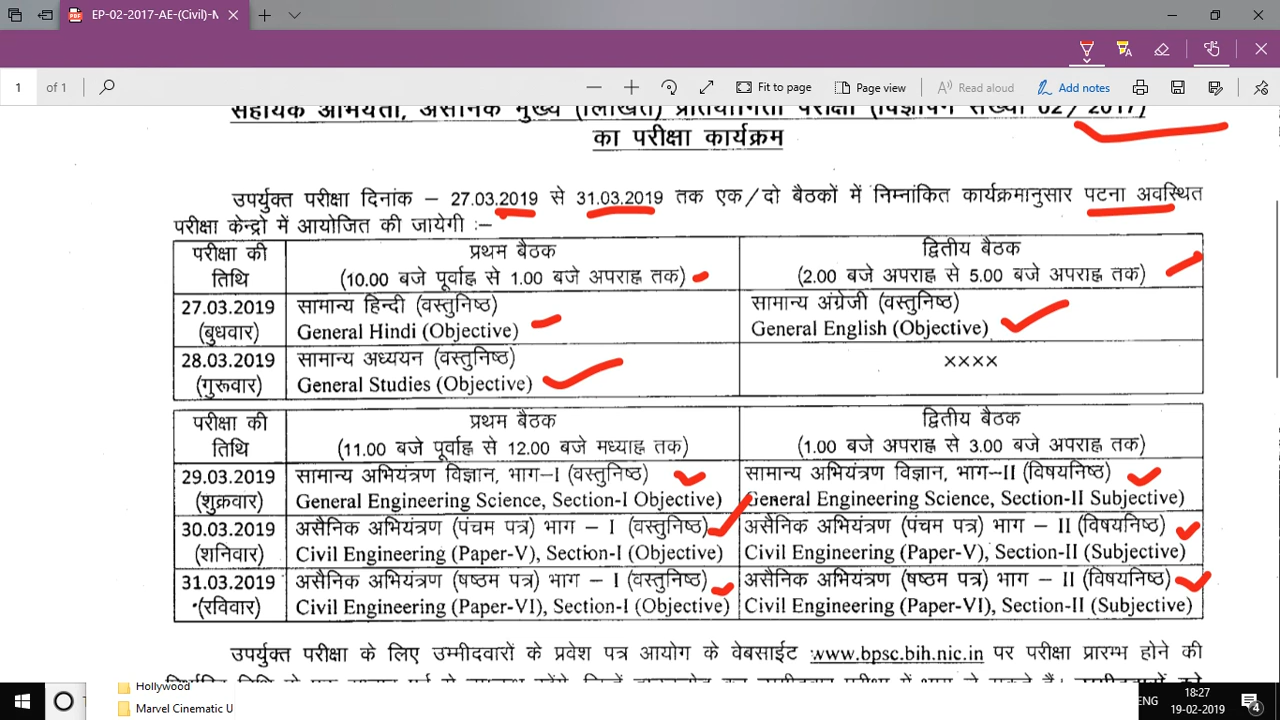 EP-02-2017-AE-(Civil)-M
1 of 1
Fit to page
Page view
Read aloud
Add notes
सहायक अभियंता, असैनिक मुख्य (लिखित) प्रतियोगिता परीक्षा (विज्ञापन संख्या 02/2017)
का परीक्षा कार्यक्रम
उपर्युक्त परीक्षा दिनांक – 27.03.2019 से 31.03.2019 तक एक/दो बैठकों में निम्नांकित कार्यक्रमानुसार पटना अवस्थित
परीक्षा केन्द्रो में आयोजित की जायेगी :–
परीक्षा की तिथि
प्रथम बैठक
(10.00 बजे पूर्वाह्न से 1.00 बजे अपराह्न तक)
द्वितीय बैठक
(2.00 बजे अपराह्न से 5.00 बजे अपराह्न तक)
27.03.2019
(बुधवार)
सामान्य हिन्दी (वस्तुनिष्ठ)
General Hindi (Objective)
सामान्य अंग्रेजी (वस्तुनिष्ठ)
General English (Objective)
28.03.2019
(गुरूवार)
सामान्य अध्ययन (वस्तुनिष्ठ)
General Studies (Objective)
××××
परीक्षा की तिथि
प्रथम बैठक
(11.00 बजे पूर्वाह्न से 12.00 बजे मध्याह्न तक)
द्वितीय बैठक
(1.00 बजे अपराह्न से 3.00 बजे अपराह्न तक)
29.03.2019
(शुक्रवार)
सामान्य अभियंत्रण विज्ञान, भाग-I (वस्तुनिष्ठ)
General Engineering Science, Section-I Objective)
सामान्य अभियंत्रण विज्ञान, भाग-II (विषयनिष्ठ)
General Engineering Science, Section-II Subjective)
30.03.2019
(शनिवार)
असैनिक अभियंत्रण (पंचम पत्र) भाग – I (वस्तुनिष्ठ)
Civil Engineering (Paper-V), Section-I (Objective)
असैनिक अभियंत्रण (पंचम पत्र) भाग – II (विषयनिष्ठ)
Civil Engineering (Paper-V), Section-II (Subjective)
31.03.2019
(रविवार)
असैनिक अभियंत्रण (षष्ठम पत्र) भाग – I (वस्तुनिष्ठ)
Civil Engineering (Paper-VI), Section-I (Objective)
असैनिक अभियंत्रण (षष्ठम पत्र) भाग – II (विषयनिष्ठ)
Civil Engineering (Paper-VI), Section-II (Subjective)
उपर्युक्त परीक्षा के लिए उम्मीदवारों के प्रवेश पत्र आयोग के वेबसाईट www.bpsc.bih.nic.in पर परीक्षा प्रारम्भ होने की
Hollywood
Marvel Cinematic U
ENG
18:27
19-02-2019
4